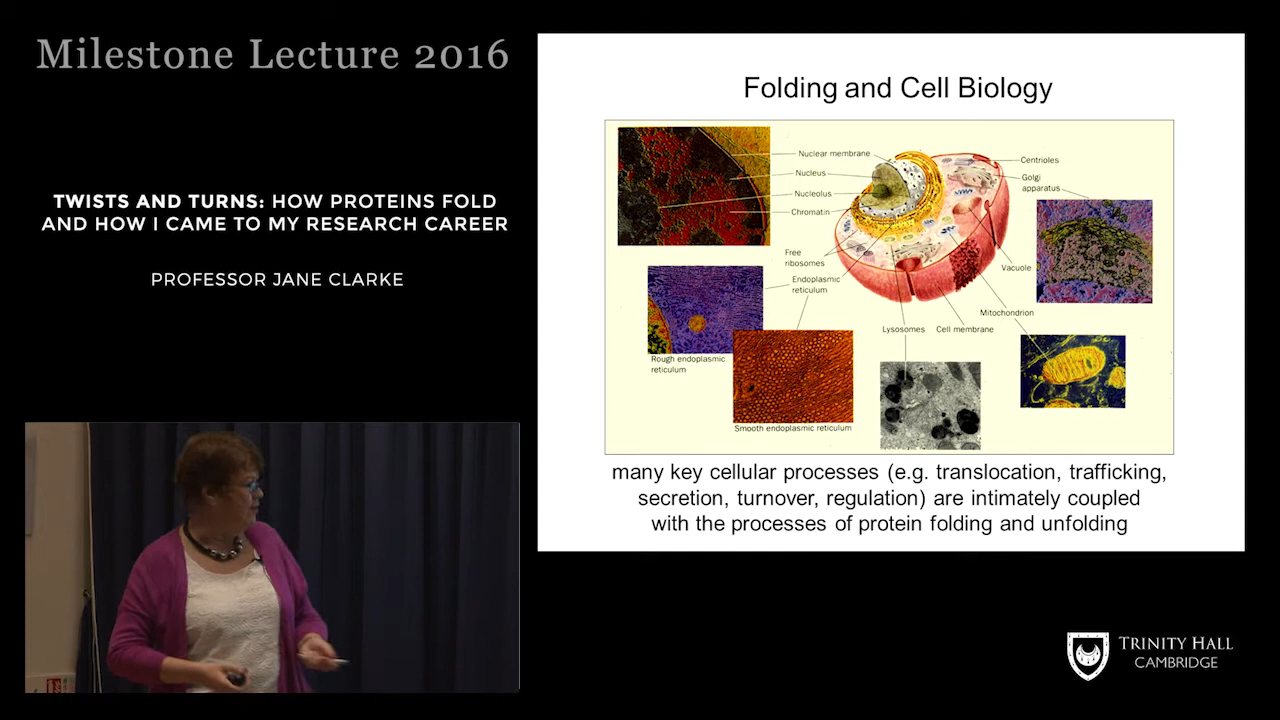 Milestone Lecture 2016
TWISTS AND TURNS: HOW PROTEINS FOLD
AND HOW I CAME TO MY RESEARCH CAREER
PROFESSOR JANE CLARKE
Folding and Cell Biology
Nuclear membrane
Nucleus
Nucleolus
Chromatin
Free
ribosomes
Endoplasmic
reticulum
Centrioles
Golgi
apparatus
Vacuole
Mitochondrion
Lysosomes
Cell membrane
Rough endoplasmic
reticulum
Smooth endoplasmic reticulum
many key cellular processes (e.g. translocation, trafficking,
secretion, turnover, regulation) are intimately coupled
with the processes of protein folding and unfolding
TRINITY HALL
CAMBRIDGE